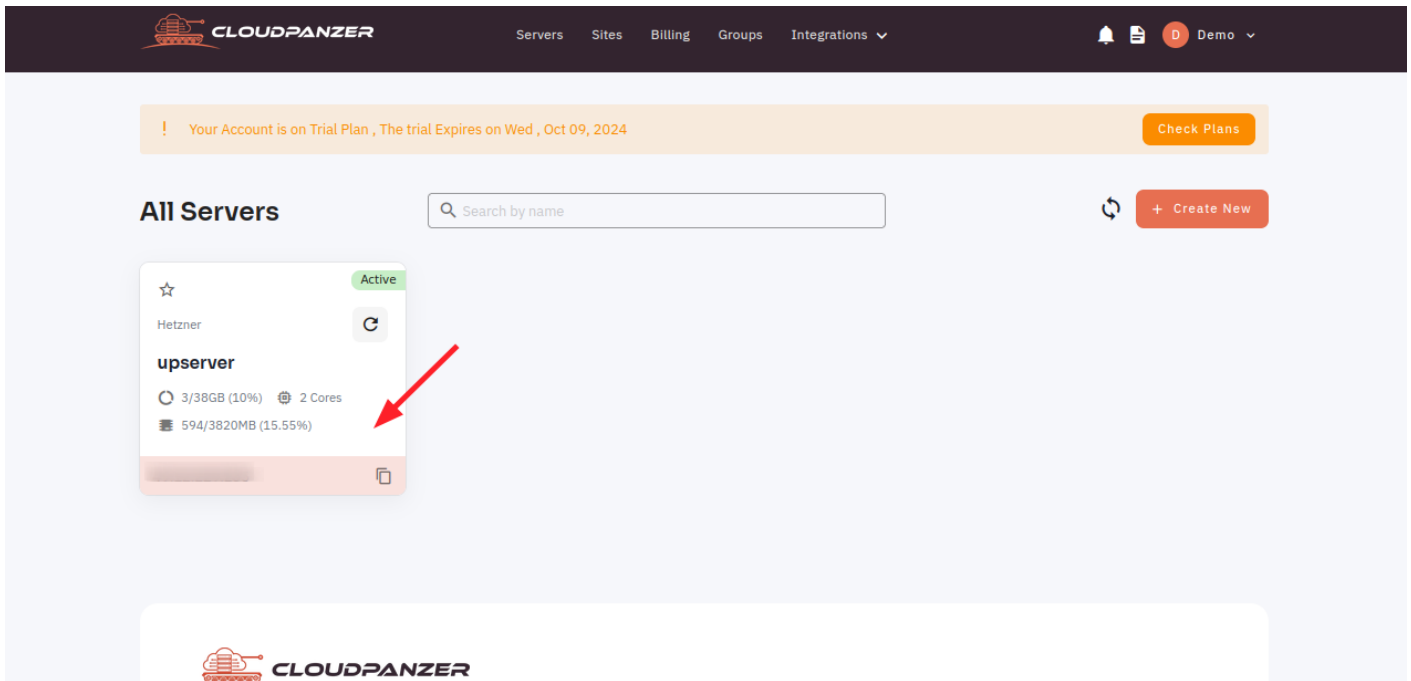 CLOUDPANZER Servers Sites Billing Groups Integrations D Demo
! Your Account is on Trial Plan , The trial Expires on Wed , Oct 09, 2024 Check Plans
All Servers Search by name + Create New
Active
Hetzner
upserver
3/38GB (10%) 2 Cores
594/3820MB (15.55%)
CLOUDPANZER